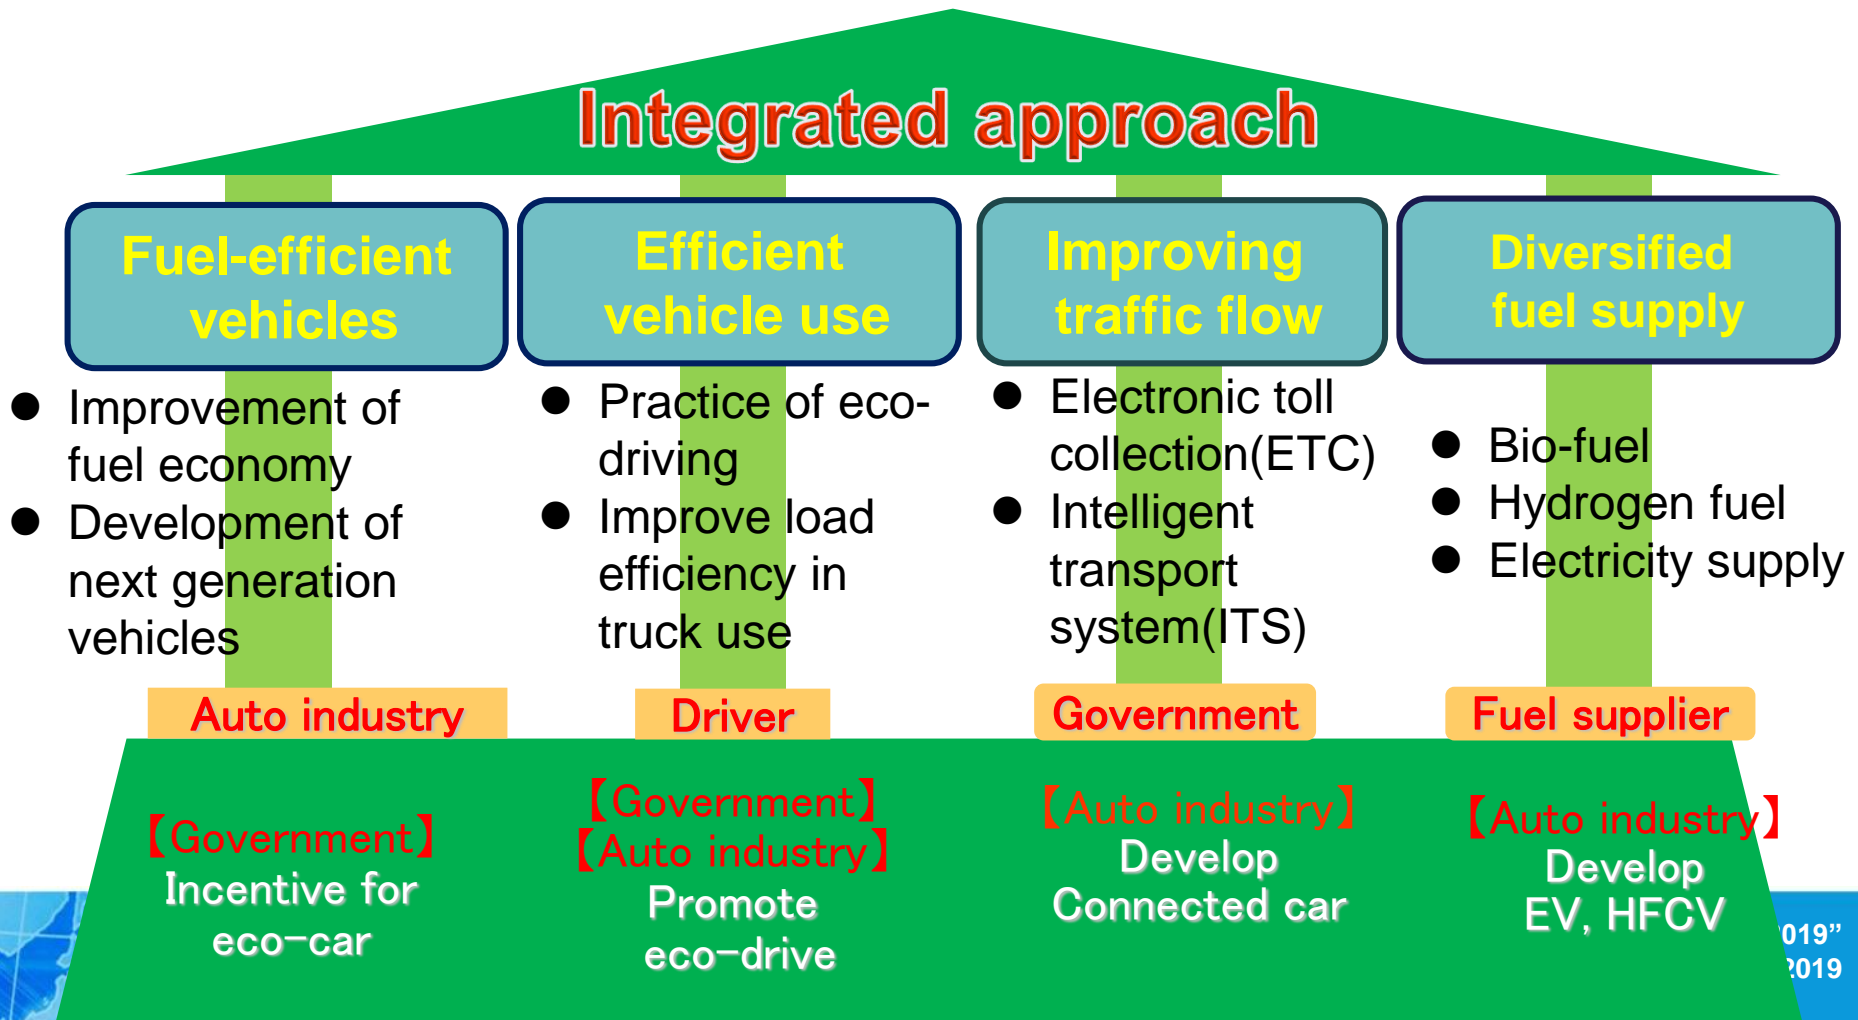 Integrated approach
Fuel-efficient
vehicles
● Improvement of
fuel economy
● Development of
next generation
vehicles
Auto industry
【Government】
Incentive for
eco-car
Efficient
vehicle use
● Practice of eco-
driving
● Improve load
efficiency in
truck use
Driver
【Government】
【Auto industry】
Promote
eco-drive
Improving
traffic flow
● Electronic toll
collection(ETC)
● Intelligent
transport
system(ITS)
Government
【Auto industry】
Develop
Connected car
Diversified
fuel supply
● Bio-fuel
● Hydrogen fuel
● Electricity supply
Fuel supplier
【Auto industry】
Develop
EV, HFCV
019”
2019